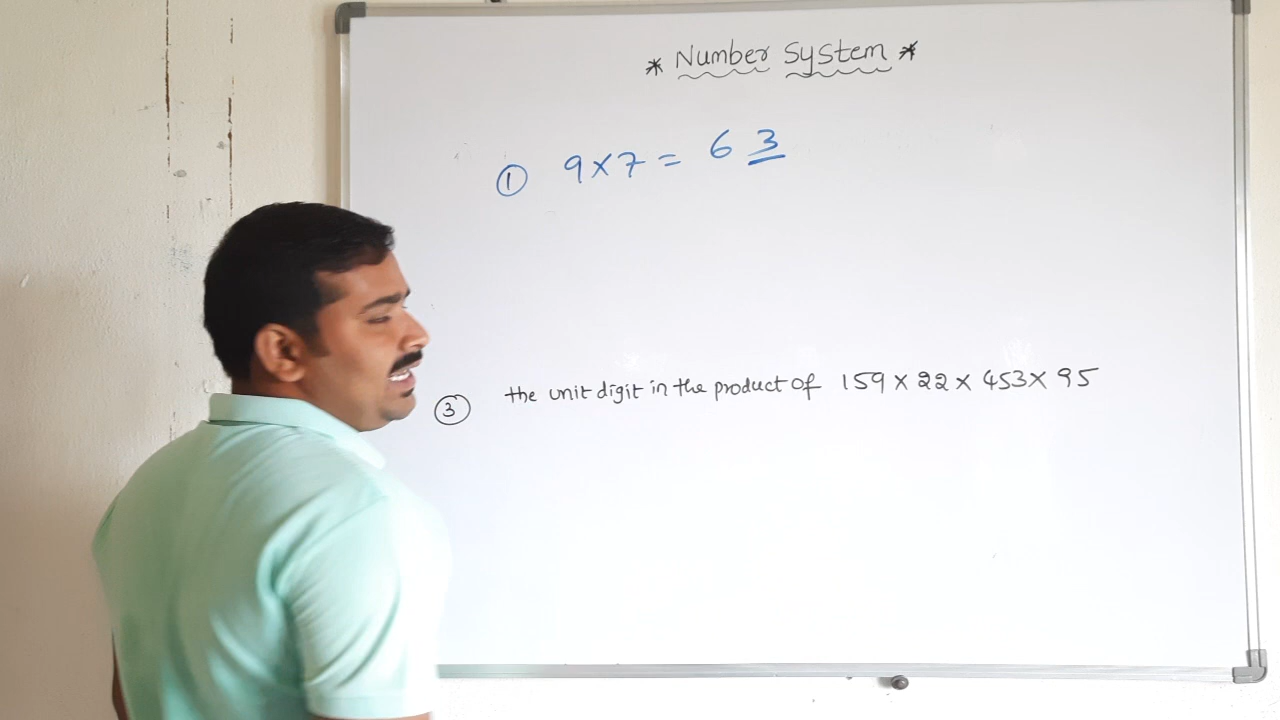 * Number System *
① 9×7 = 63
③ the unit digit in the product of 159 × 22 × 453 × 95